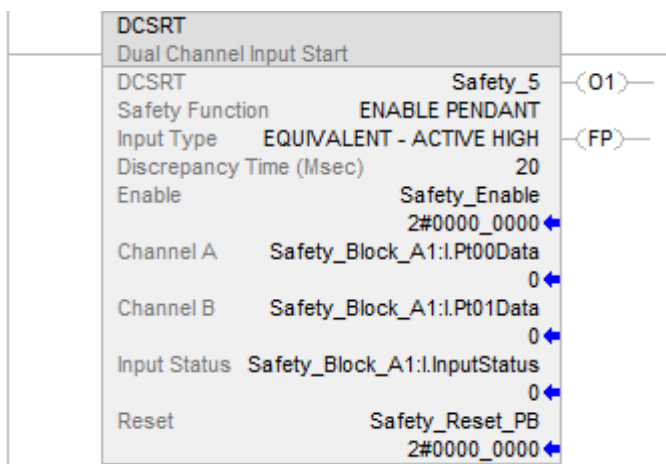 DCSRT
Dual Channel Input Start
DCSRT Safety_5 (O1)
Safety Function ENABLE PENDANT
Input Type EQUIVALENT - ACTIVE HIGH (FP)
Discrepancy Time (Msec) 20
Enable Safety_Enable
2#0000_0000
Channel A Safety_Block_A1:I.Pt00Data
0
Channel B Safety_Block_A1:I.Pt01Data
0
Input Status Safety_Block_A1:I.InputStatus
0
Reset Safety_Reset_PB
2#0000_0000